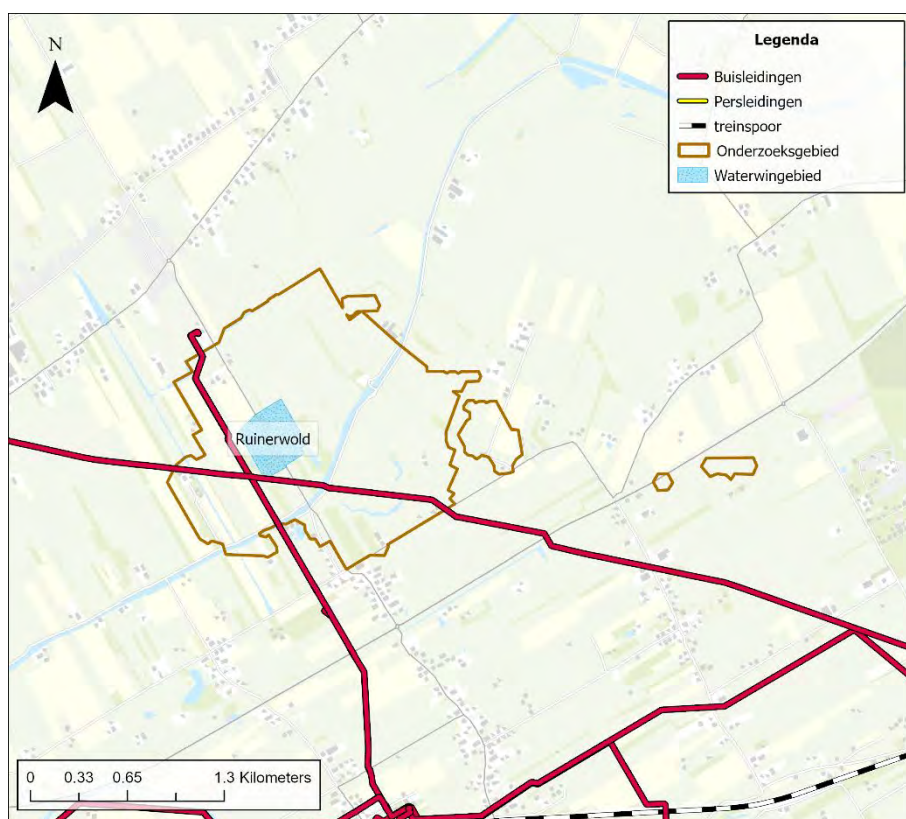 N
Legenda
Buisleidingen
Persleidingen
treinspoor
Onderzoeksgebied
Waterwingebied
Ruinerwold
0 0.33 0.65 1.3 Kilometers